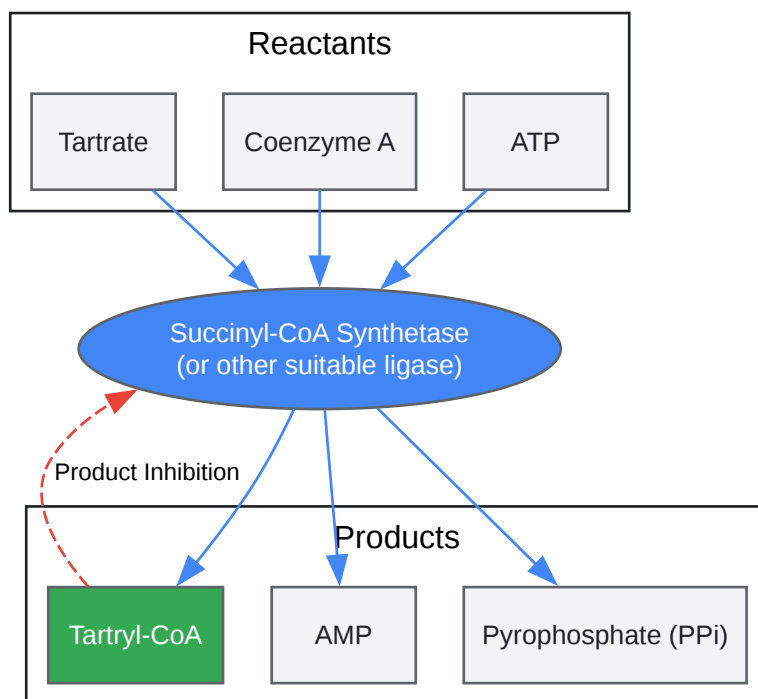 Reactants
Tartrate
Coenzyme A
ATP
Succinyl-CoA Synthetase
(or other suitable ligase)
Product Inhibition
Products
Tartryl-CoA
AMP
Pyrophosphate (PPi)